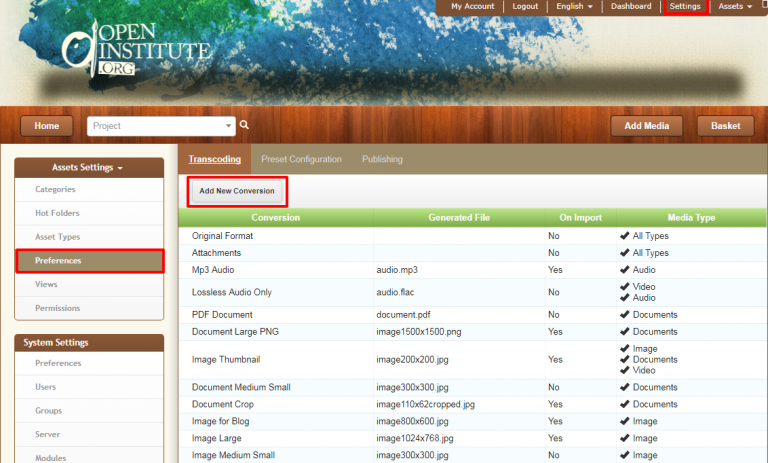 My Account Logout English Dashboard Settings Assets
OPEN
INSTITUTE
.ORG
Home Project Add Media Basket
Assets Settings
Categories
Hot Folders
Asset Types
Preferences
Views
Permissions
System Settings
Preferences
Users
Groups
Server
Modules
Transcoding Preset Configuration Publishing
Add New Conversion
Conversion Generated File On Import Media Type
Original Format No All Types
Attachments No All Types
Mp3 Audio audio.mp3 Yes Audio
Lossless Audio Only audio.flac No Video
Audio
PDF Document document.pdf No Documents
Document Large PNG image1500x1500.png Yes Documents
Image Thumbnail image200x200.jpg Yes Image
Documents
Video
Document Medium Small image300x300.jpg No Documents
Document Crop image110x62cropped.jpg Yes Documents
Image for Blog image800x600.jpg Yes Image
Image Large image1024x768.jpg Yes Image
Image Medium Small image300x300.jpg No Image